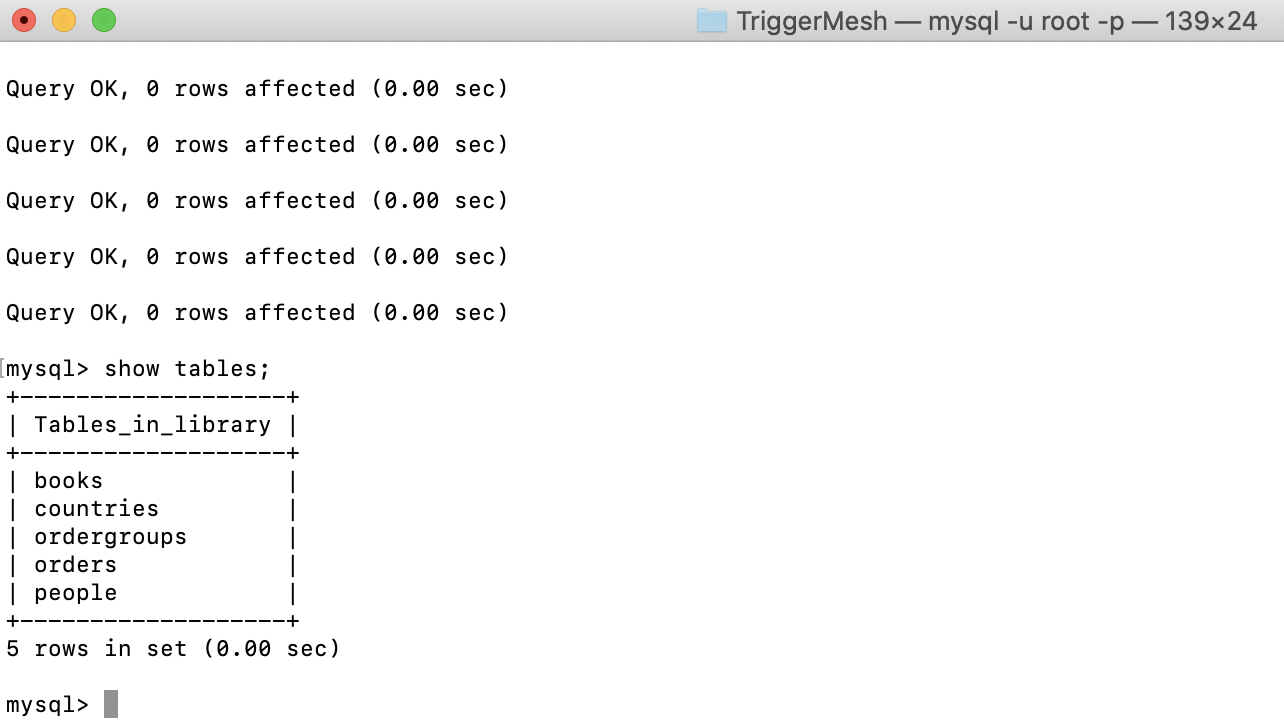 TriggerMesh — mysql -u root -p — 139×24
Query OK, 0 rows affected (0.00 sec)
Query OK, 0 rows affected (0.00 sec)
Query OK, 0 rows affected (0.00 sec)
Query OK, 0 rows affected (0.00 sec)
Query OK, 0 rows affected (0.00 sec)
[mysql> show tables;
+-------------------+
| Tables_in_library |
+-------------------+
| books             |
| countries         |
| ordergroups       |
| orders            |
| people            |
+-------------------+
5 rows in set (0.00 sec)
mysql>